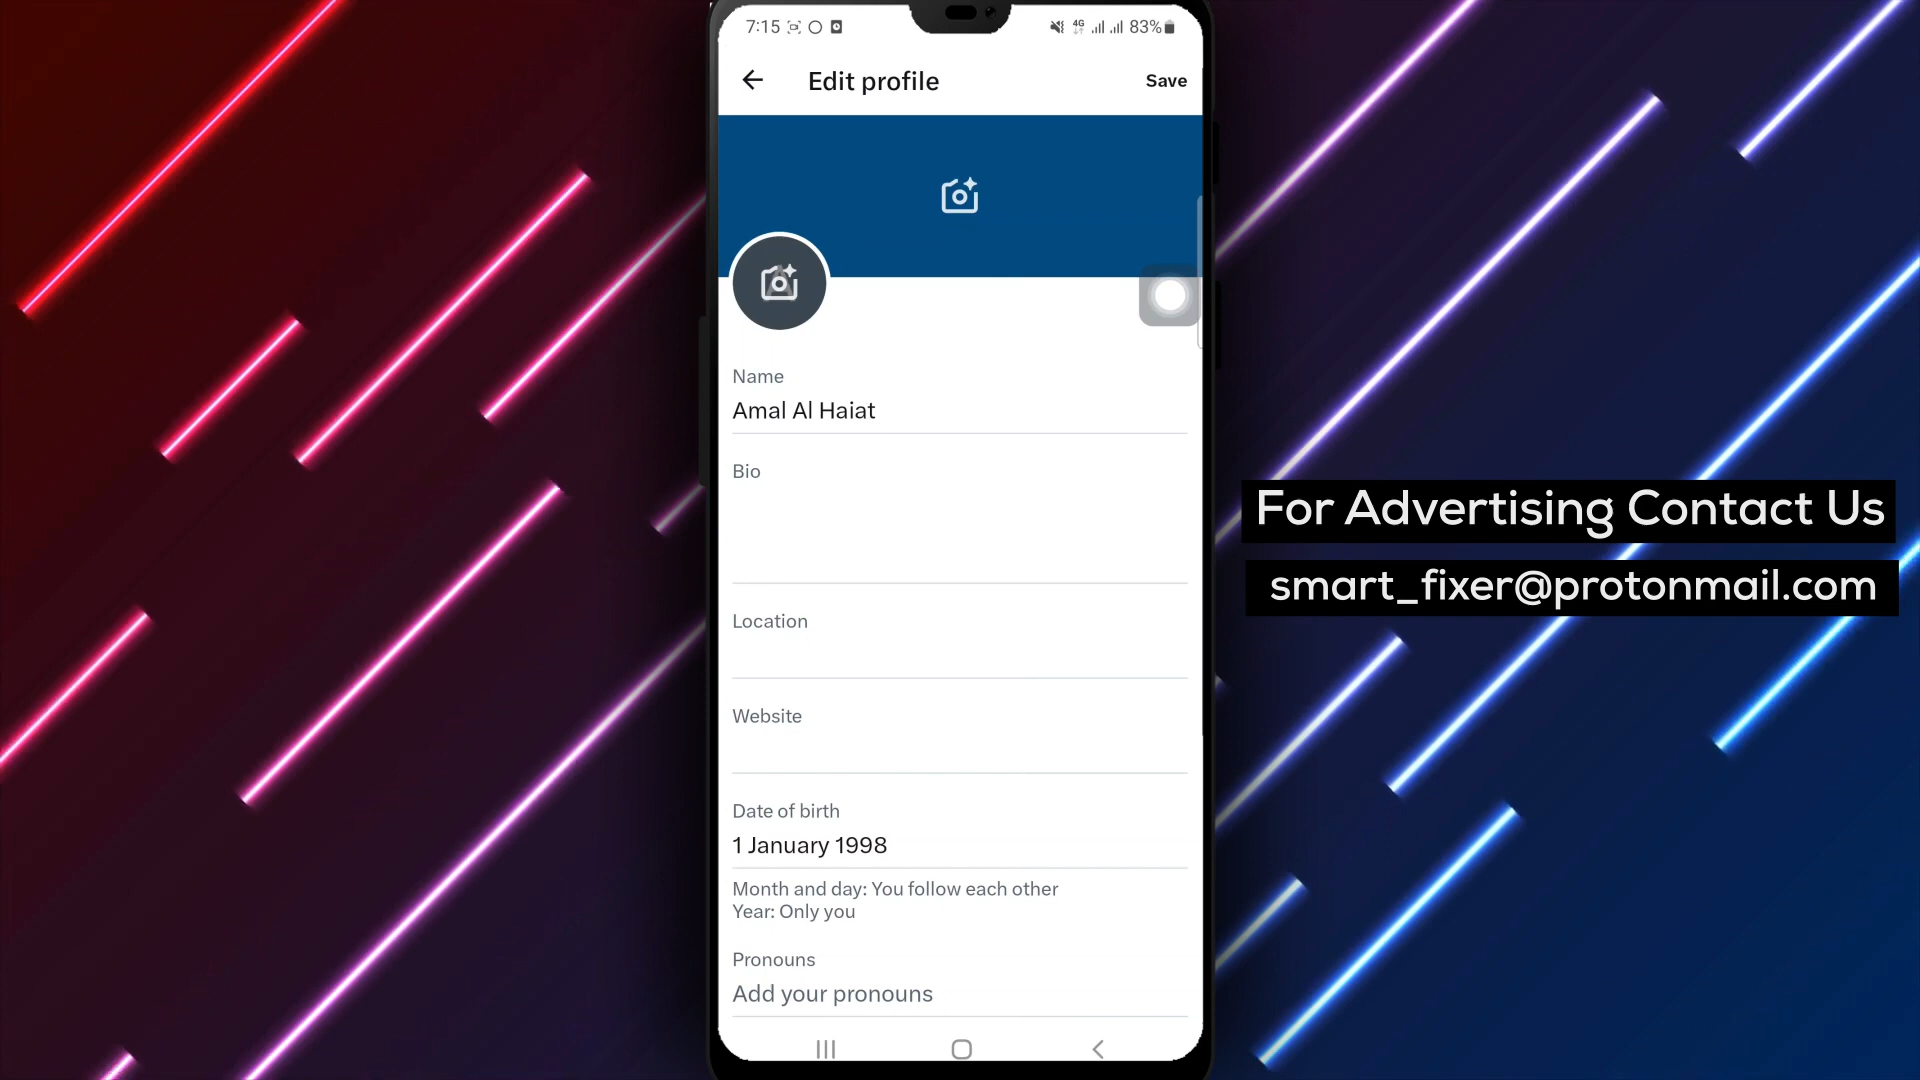 7:15 4G 83%
Edit profile
Save
Name
Amal Al Haiat
Bio
Location
Website
Date of birth
1 January 1998
Month and day: You follow each other
Year: Only you
Pronouns
Add your pronouns
For Advertising Contact Us
smart_fixer@protonmail.com